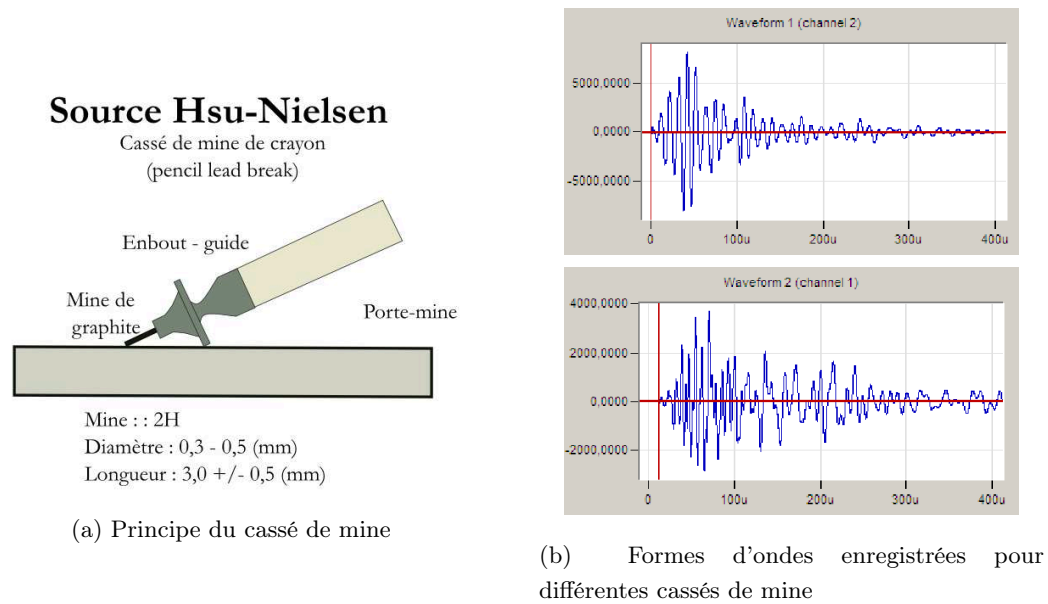 Source Hsu-Nielsen
Cassé de mine de crayon
(pencil lead break)
Enbout - guide
Mine de
graphite
Porte-mine
Mine : : 2H
Diamètre : 0,3 - 0,5 (mm)
Longueur : 3,0 +/- 0,5 (mm)
(a) Principe du cassé de mine
Waveform 1 (channel 2)
5000,0000
0,0000
-5000,0000
0 100u 200u 300u 400u
Waveform 2 (channel 1)
4000,0000
2000,0000
0,0000
-2000,0000
0 100u 200u 300u 400u
(b) Formes d'ondes enregistrées pour
différentes cassés de mine